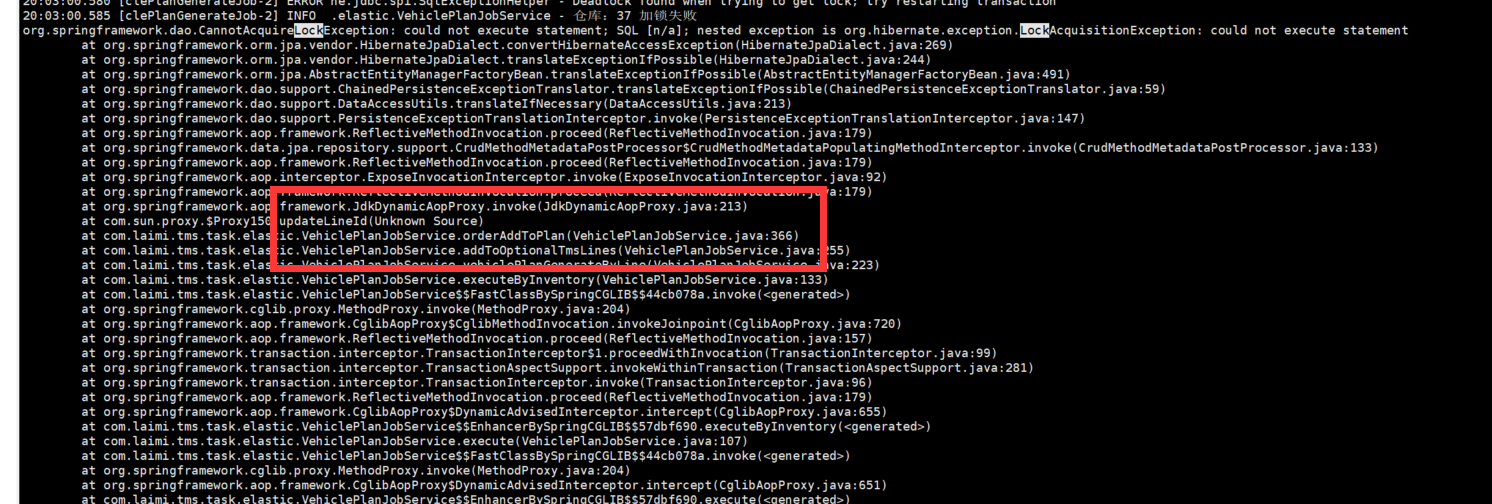 20:03:00.580 [clePlanGenerateJob-2] ERROR he.jdbc.spi.SqlExceptionHelper - Deadlock found when trying to get lock; try restarting transaction
20:03:00.585 [clePlanGenerateJob-2] INFO  .elastic.VehiclePlanJobService - 仓库：37 加锁失败
org.springframework.dao.CannotAcquireLockException: could not execute statement; SQL [n/a]; nested exception is org.hibernate.exception.LockAcquisitionException: could not execute statement
at org.springframework.orm.jpa.vendor.HibernateJpaDialect.convertHibernateAccessException(HibernateJpaDialect.java:269)
at org.springframework.orm.jpa.vendor.HibernateJpaDialect.translateExceptionIfPossible(HibernateJpaDialect.java:244)
at org.springframework.orm.jpa.AbstractEntityManagerFactoryBean.translateExceptionIfPossible(AbstractEntityManagerFactoryBean.java:491)
at org.springframework.dao.support.ChainedPersistenceExceptionTranslator.translateExceptionIfPossible(ChainedPersistenceExceptionTranslator.java:59)
at org.springframework.dao.support.DataAccessUtils.translateIfNecessary(DataAccessUtils.java:213)
at org.springframework.dao.support.PersistenceExceptionTranslationInterceptor.invoke(PersistenceExceptionTranslationInterceptor.java:147)
at org.springframework.aop.framework.ReflectiveMethodInvocation.proceed(ReflectiveMethodInvocation.java:179)
at org.springframework.data.jpa.repository.support.CrudMethodMetadataPostProcessor$CrudMethodMetadataPopulatingMethodInterceptor.invoke(CrudMethodMetadataPostProcessor.java:133)
at org.springframework.aop.framework.ReflectiveMethodInvocation.proceed(ReflectiveMethodInvocation.java:179)
at org.springframework.aop.interceptor.ExposeInvocationInterceptor.invoke(ExposeInvocationInterceptor.java:92)
at org.springframework.aop.framework.ReflectiveMethodInvocation.proceed(ReflectiveMethodInvocation.java:179)
at org.springframework.aop.framework.JdkDynamicAopProxy.invoke(JdkDynamicAopProxy.java:213)
at com.sun.proxy.$Proxy150.updateLineId(Unknown Source)
at com.laimi.tms.task.elastic.VehiclePlanJobService.orderAddToPlan(VehiclePlanJobService.java:366)
at com.laimi.tms.task.elastic.VehiclePlanJobService.addToOptionalTmsLines(VehiclePlanJobService.java:255)
at com.laimi.tms.task.elastic.VehiclePlanJobService.vehiclePlanGenerateByLine(VehiclePlanJobService.java:223)
at com.laimi.tms.task.elastic.VehiclePlanJobService.executeByInventory(VehiclePlanJobService.java:133)
at com.laimi.tms.task.elastic.VehiclePlanJobService$$FastClassBySpringCGLIB$$44cb078a.invoke(<generated>)
at org.springframework.cglib.proxy.MethodProxy.invoke(MethodProxy.java:204)
at org.springframework.aop.framework.CglibAopProxy$CglibMethodInvocation.invokeJoinpoint(CglibAopProxy.java:720)
at org.springframework.aop.framework.ReflectiveMethodInvocation.proceed(ReflectiveMethodInvocation.java:157)
at org.springframework.transaction.interceptor.TransactionInterceptor$1.proceedWithInvocation(TransactionInterceptor.java:99)
at org.springframework.transaction.interceptor.TransactionAspectSupport.invokeWithinTransaction(TransactionAspectSupport.java:281)
at org.springframework.transaction.interceptor.TransactionInterceptor.invoke(TransactionInterceptor.java:96)
at org.springframework.aop.framework.ReflectiveMethodInvocation.proceed(ReflectiveMethodInvocation.java:179)
at org.springframework.aop.framework.CglibAopProxy$DynamicAdvisedInterceptor.intercept(CglibAopProxy.java:655)
at com.laimi.tms.task.elastic.VehiclePlanJobService$$EnhancerBySpringCGLIB$$57dbf690.executeByInventory(<generated>)
at com.laimi.tms.task.elastic.VehiclePlanJobService.execute(VehiclePlanJobService.java:107)
at com.laimi.tms.task.elastic.VehiclePlanJobService$$FastClassBySpringCGLIB$$44cb078a.invoke(<generated>)
at org.springframework.cglib.proxy.MethodProxy.invoke(MethodProxy.java:204)
at org.springframework.aop.framework.CglibAopProxy$DynamicAdvisedInterceptor.intercept(CglibAopProxy.java:651)
at com.laimi.tms.task.elastic.VehiclePlanJobService$$EnhancerBySpringCGLIB$$57dbf690.execute(<generated>)